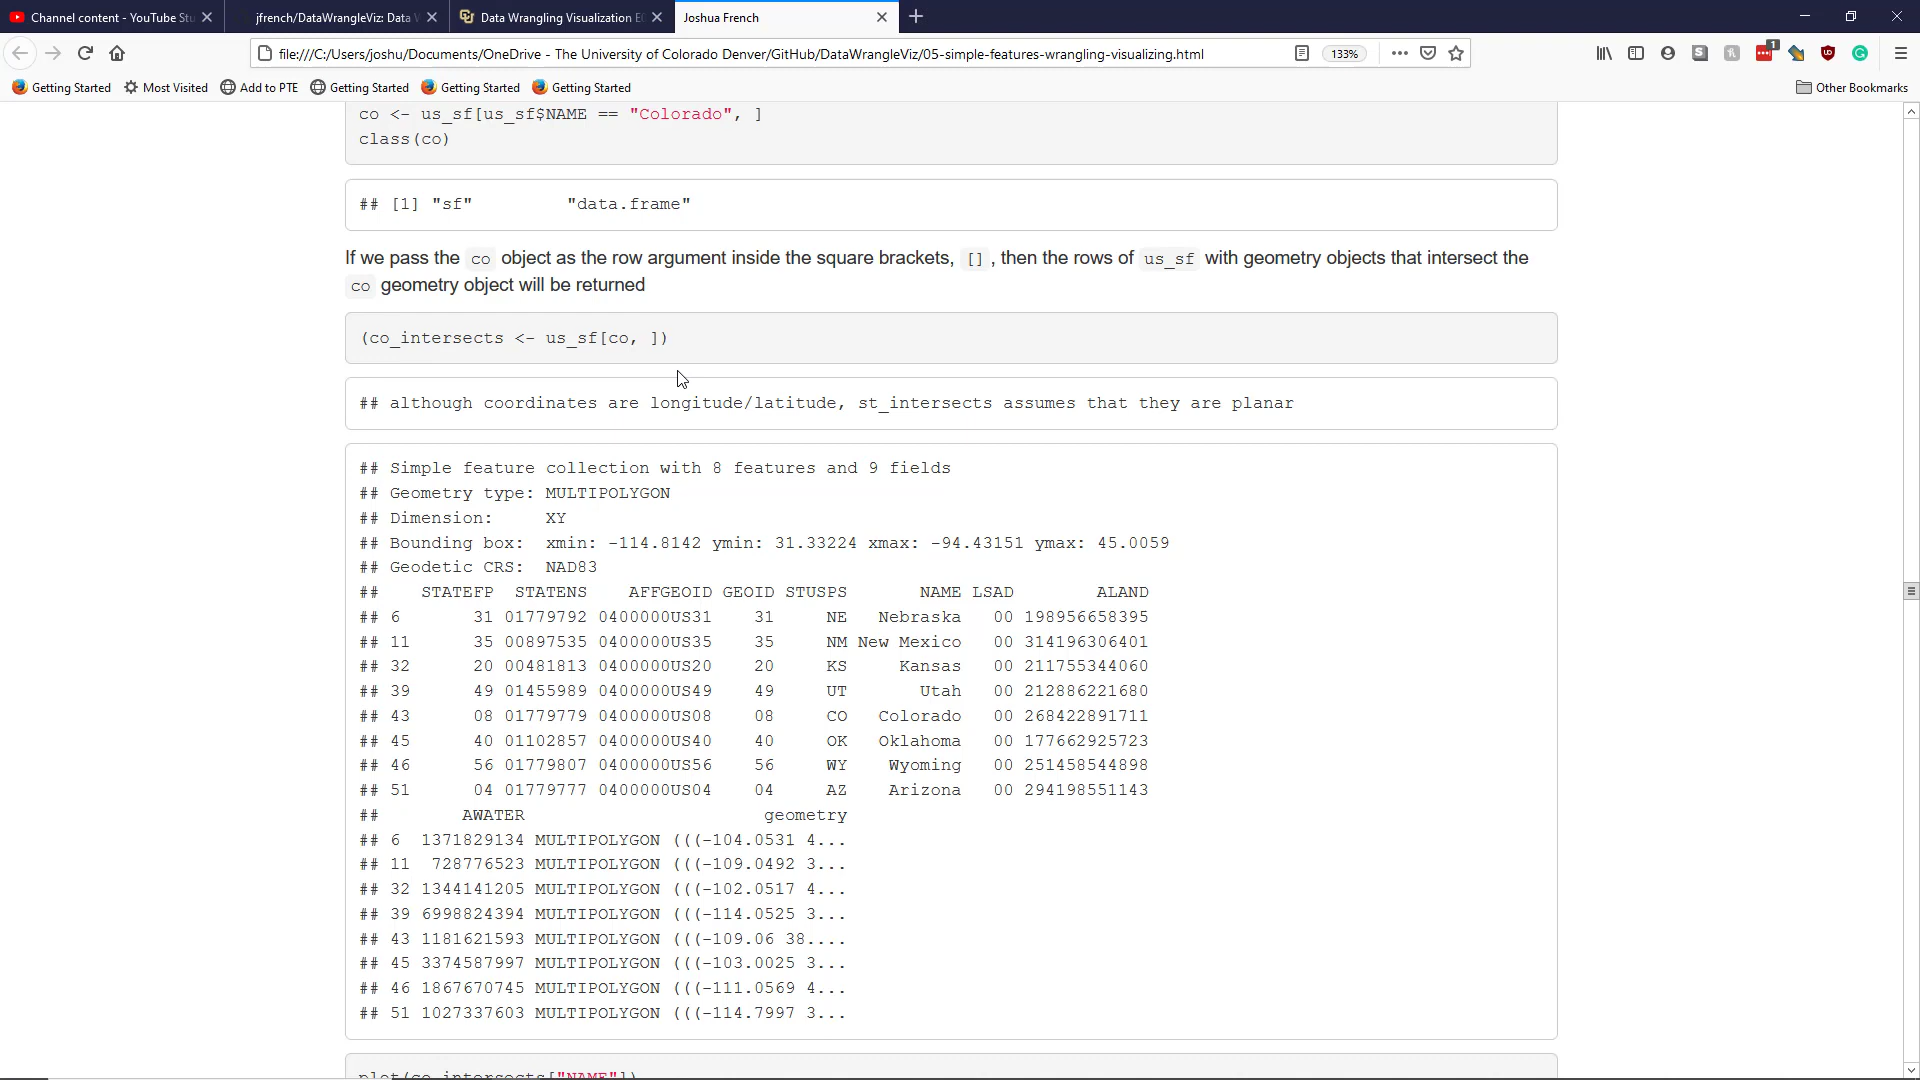 Channel content - YouTube Stu
jfrench/DataWrangleViz: Data W
Data Wrangling Visualization EC
Joshua French
file:///C:/Users/joshu/Documents/OneDrive - The University of Colorado Denver/GitHub/DataWrangleViz/05-simple-features-wrangling-visualizing.html
133%
1
Getting Started
Most Visited
Add to PTE
Getting Started
Getting Started
Getting Started
Other Bookmarks
co <- us_sf[us_sf$NAME == "Colorado", ]
class(co)
## [1] "sf"         "data.frame"
If we pass the co object as the row argument inside the square brackets, [] , then the rows of us_sf with geometry objects that intersect the
co geometry object will be returned
(co_intersects <- us_sf[co, ])
## although coordinates are longitude/latitude, st_intersects assumes that they are planar
## Simple feature collection with 8 features and 9 fields
## Geometry type: MULTIPOLYGON
## Dimension:     XY
## Bounding box:  xmin: -114.8142 ymin: 31.33224 xmax: -94.43151 ymax: 45.0059
## Geodetic CRS:  NAD83
##    STATEFP  STATENS    AFFGEOID GEOID STUSPS       NAME LSAD        ALAND
## 6       31 01779792 0400000US31    31     NE   Nebraska   00 198956658395
## 11      35 00897535 0400000US35    35     NM New Mexico   00 314196306401
## 32      20 00481813 0400000US20    20     KS     Kansas   00 211755344060
## 39      49 01455989 0400000US49    49     UT       Utah   00 212886221680
## 43      08 01779779 0400000US08    08     CO   Colorado   00 268422891711
## 45      40 01102857 0400000US40    40     OK   Oklahoma   00 177662925723
## 46      56 01779807 0400000US56    56     WY    Wyoming   00 251458544898
## 51      04 01779777 0400000US04    04     AZ    Arizona   00 294198551143
##        AWATER                       geometry
## 6  1371829134 MULTIPOLYGON (((-104.0531 4...
## 11  728776523 MULTIPOLYGON (((-109.0492 3...
## 32 1344141205 MULTIPOLYGON (((-102.0517 4...
## 39 6998824394 MULTIPOLYGON (((-114.0525 3...
## 43 1181621593 MULTIPOLYGON (((-109.06 38....
## 45 3374587997 MULTIPOLYGON (((-103.0025 3...
## 46 1867670745 MULTIPOLYGON (((-111.0569 4...
## 51 1027337603 MULTIPOLYGON (((-114.7997 3...
plot(co_intersects["NAME"])